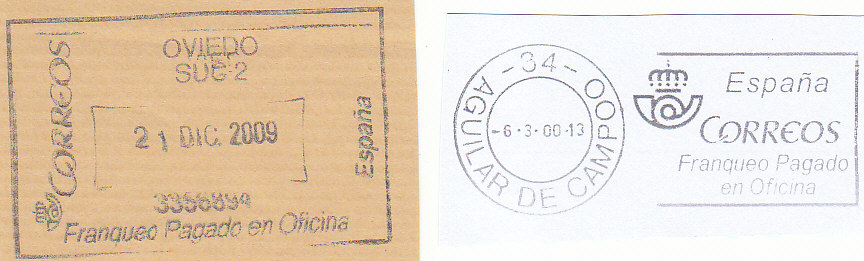 OVIEDO
SUC 2
CORREOS
21 DIC. 2009
España
Franqueo Pagado en Oficina
-34-
AGUILAR DE CAMPOO
-6-3-00-13
España
CORREOS
Franqueo Pagado
en Oficina